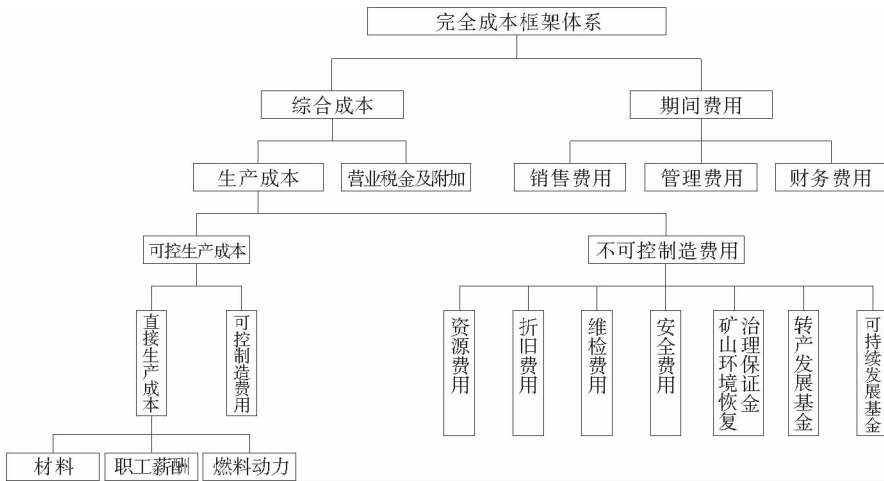 完全成本框架体系
综合成本
期间费用
生产成本
营业税金及附加
销售费用
管理费用
财务费用
可控生产成本
不可控制造费用
直接生产成本
可控制造费用
资源费用
折旧费用
维检费用
安全费用
矿山环境恢复
治理保证金
转产发展基金
可持续发展基金
材料
职工薪酬
燃料动力